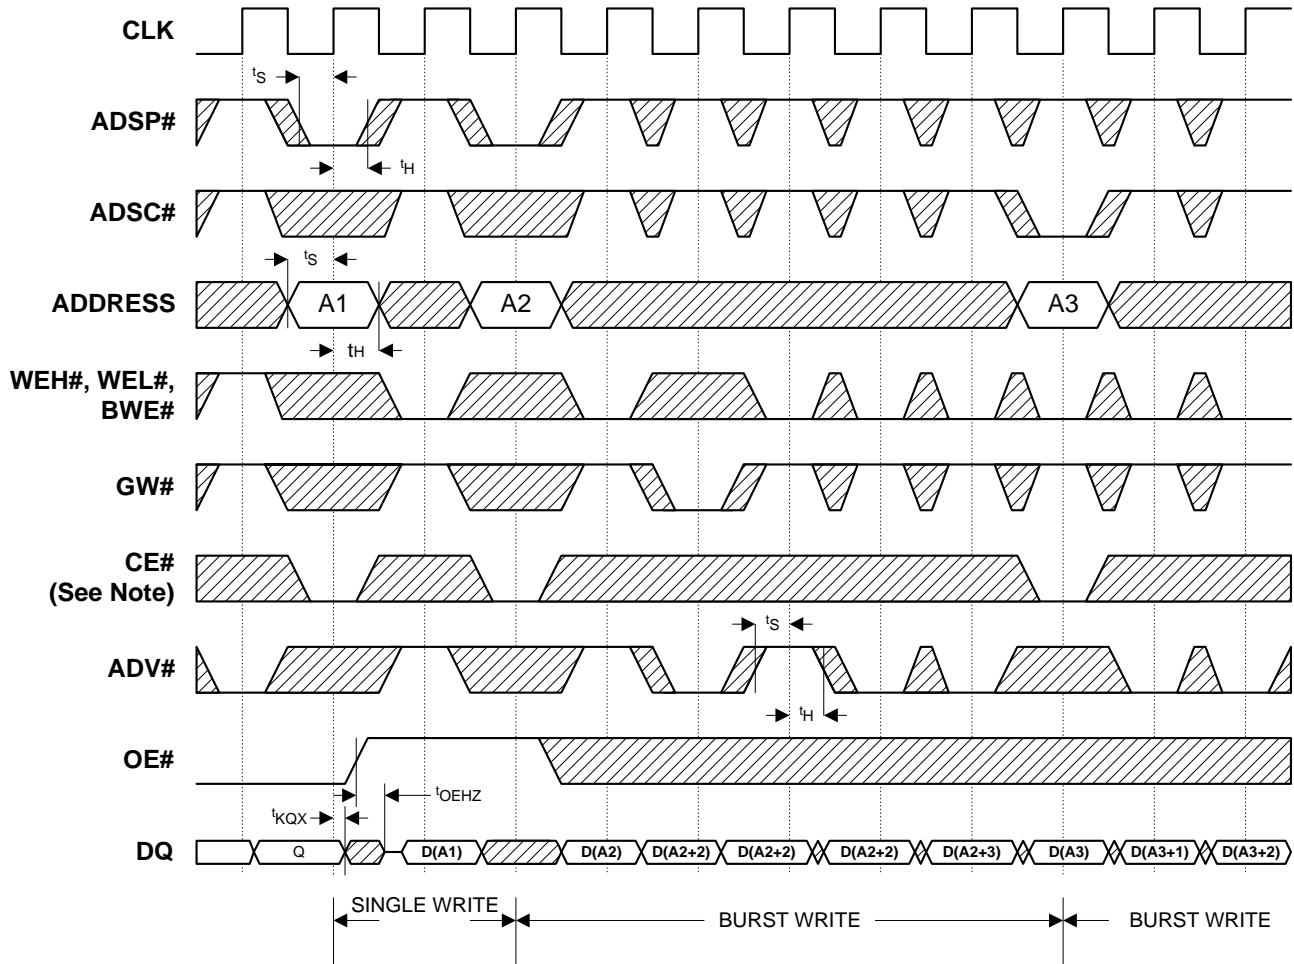 CLK
tS
ADSP#
tH
ADSC#
tS
ADDRESS A1 A2 A3
tH
WEH#, WEL#,
BWE#
GW#
CE#
(See Note)
tS
ADV#
tH
OE#
tOEHZ
tKQX
DQ Q D(A1) D(A2) D(A2+2) D(A2+2) D(A2+2) D(A2+3) D(A3) D(A3+1) D(A3+2)
SINGLE WRITE BURST WRITE BURST WRITE